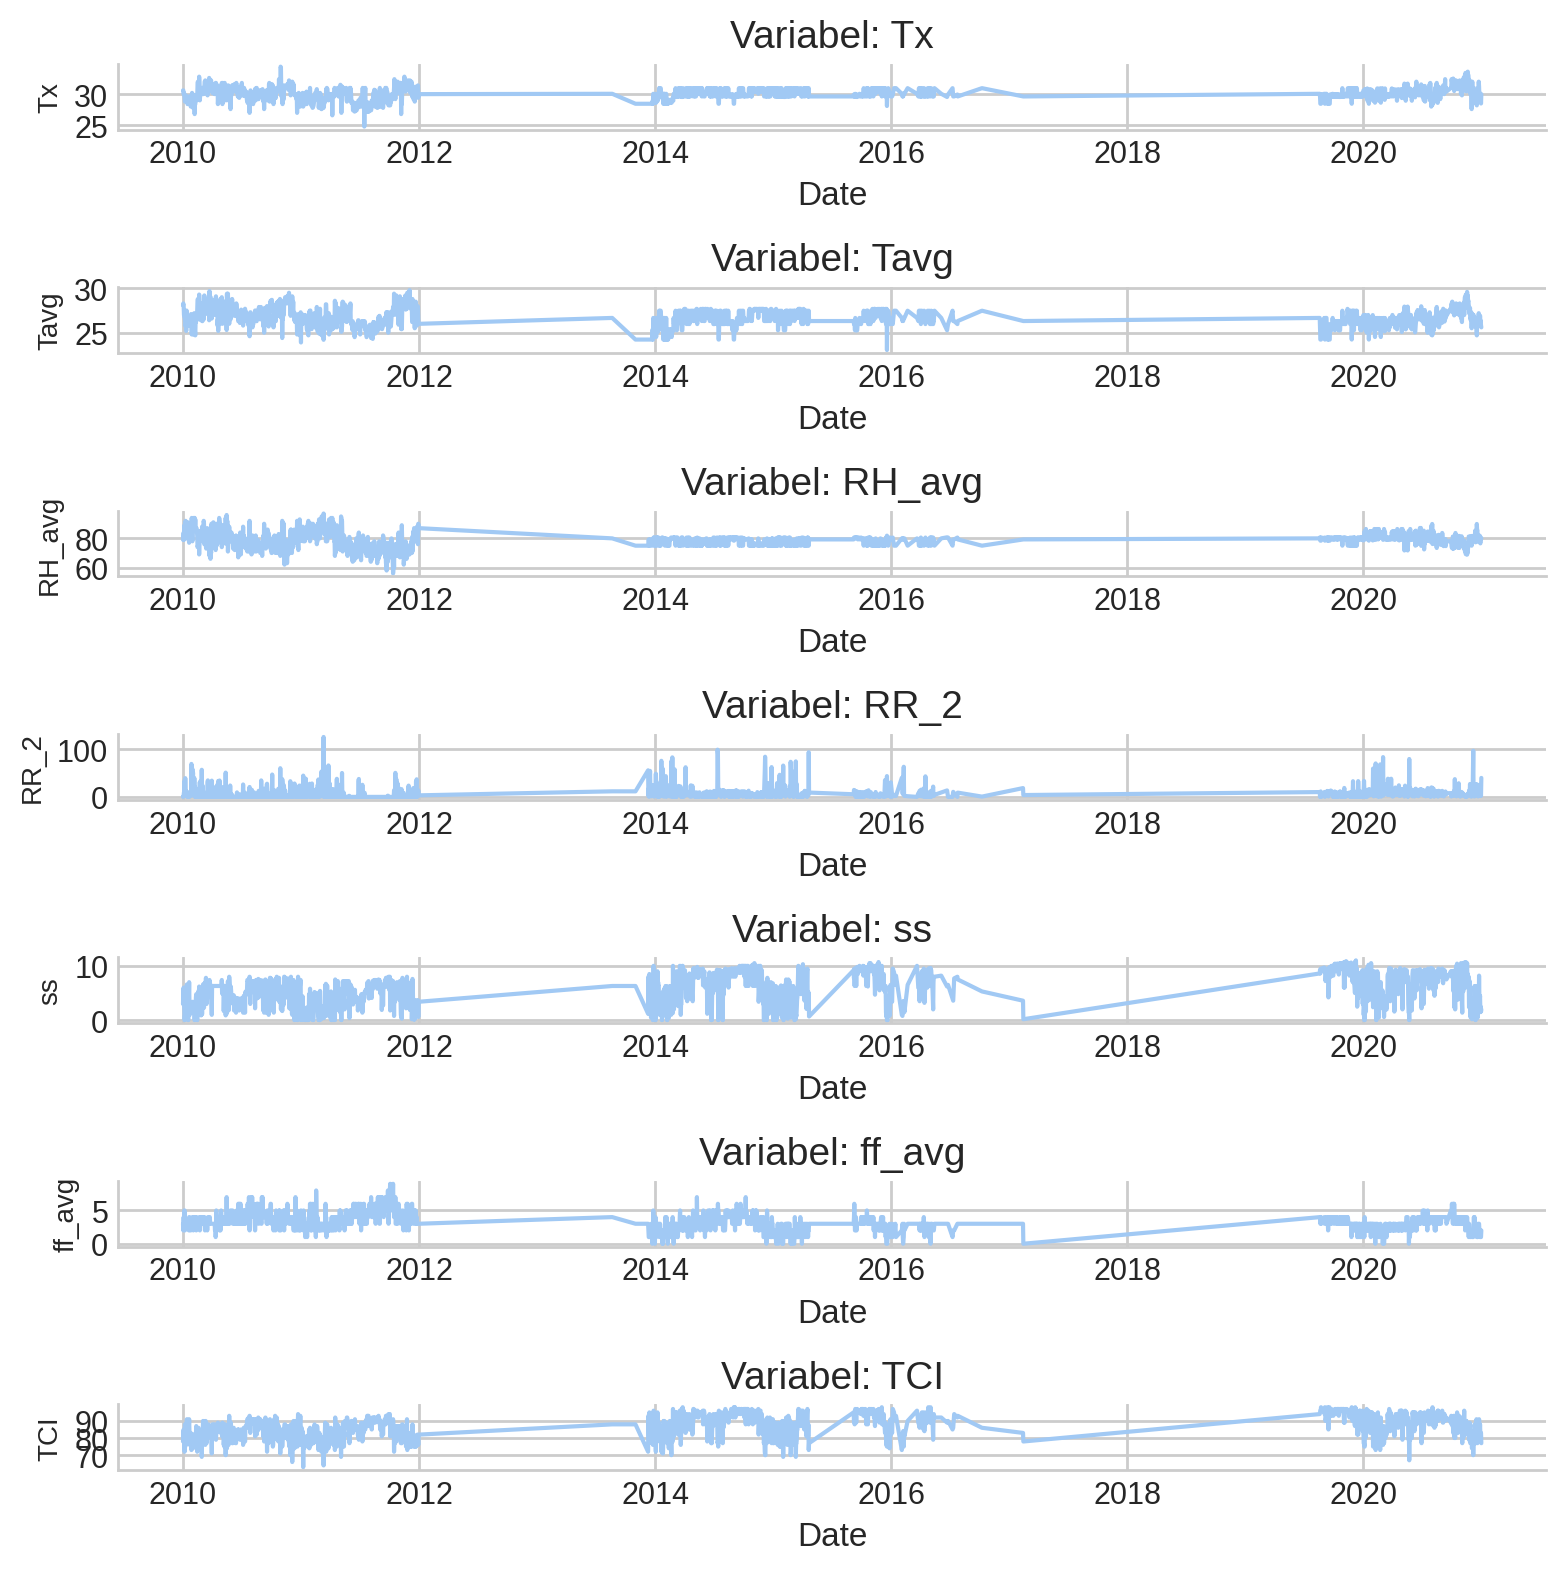 Variabel: Tx
Tx
30
25
2010 2012 2014 2016 2018 2020
Date
Variabel: Tavg
Tavg
30
25
2010 2012 2014 2016 2018 2020
Date
Variabel: RH_avg
RH_avg
80
60
2010 2012 2014 2016 2018 2020
Date
Variabel: RR_2
RR_2
100
0
2010 2012 2014 2016 2018 2020
Date
Variabel: ss
ss
10
0
2010 2012 2014 2016 2018 2020
Date
Variabel: ff_avg
ff_avg
5
0
2010 2012 2014 2016 2018 2020
Date
Variabel: TCI
TCI
90
80
70
2010 2012 2014 2016 2018 2020
Date